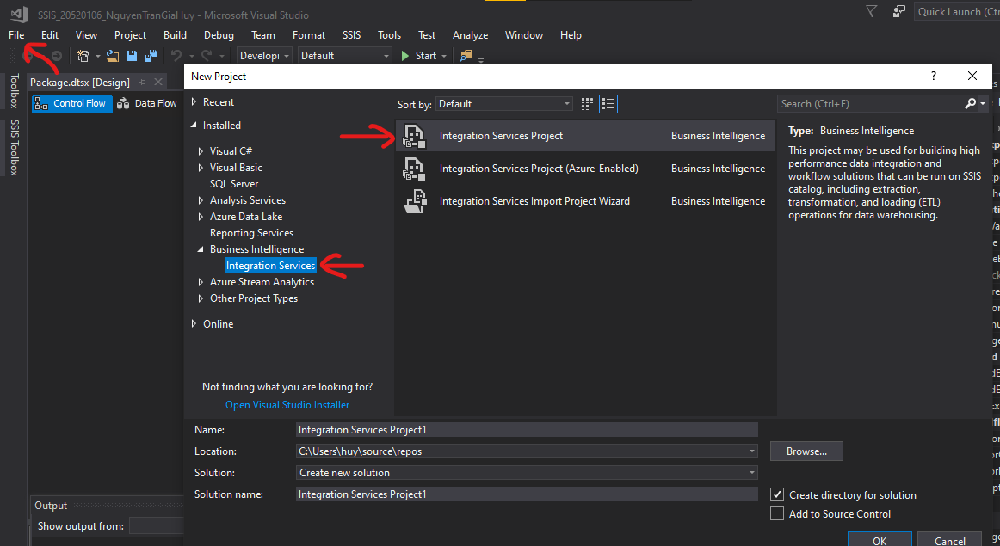 SSIS_20520106_NguyenTranGiaHuy - Microsoft Visual Studio
Quick Launch (Ctr
File Edit View Project Build Debug Team Format SSIS Tools Test Analyze Window Help
Develop Default Start
Toolbox
SSIS Toolbox
Package.dtsx [Design]
Control Flow Data Flow
New Project
?
Recent
Installed
Visual C#
Visual Basic
SQL Server
Analysis Services
Azure Data Lake
Reporting Services
Business Intelligence
Integration Services
Azure Stream Analytics
Other Project Types
Online
Not finding what you are looking for?
Open Visual Studio Installer
Sort by: Default
Integration Services Project Business Intelligence
Integration Services Project (Azure-Enabled) Business Intelligence
Integration Services Import Project Wizard Business Intelligence
Search (Ctrl+E)
Type: Business Intelligence
This project may be used for building high
performance data integration and
workflow solutions that can be run on SSIS
catalog, including extraction,
transformation, and loading (ETL)
operations for data warehousing.
Name: Integration Services Project1
Location: C:\Users\huy\source\repos
Browse...
Solution: Create new solution
Solution name: Integration Services Project1
Create directory for solution
Add to Source Control
OK Cancel
Output
Show output from: